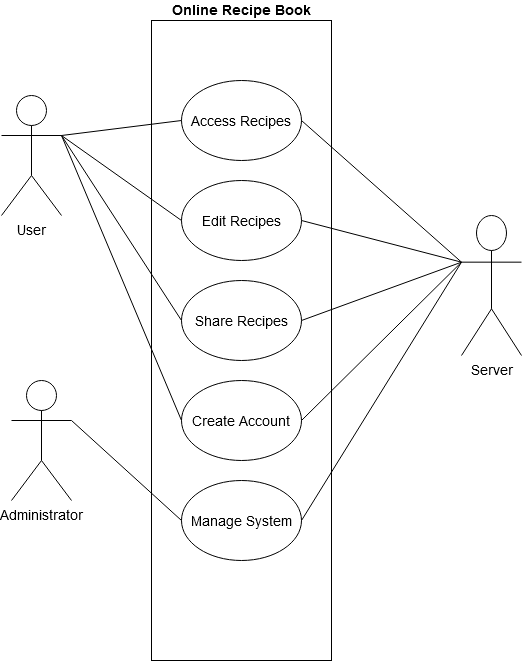 Online Recipe Book
Access Recipes
User
Edit Recipes
Share Recipes
Server
Create Account
Administrator
Manage System